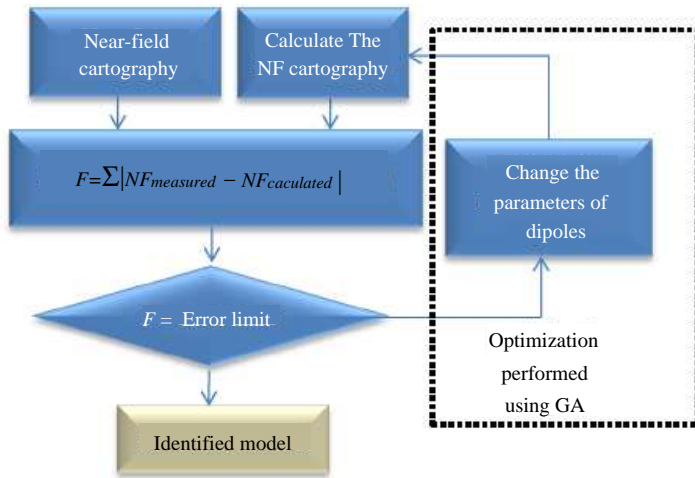 Near-field
cartography
Calculate The
NF cartography
F=∑|NFmeasured − NFcaculated |
Change the
parameters of
dipoles
F = Error limit
Optimization
performed
using GA
Identified model